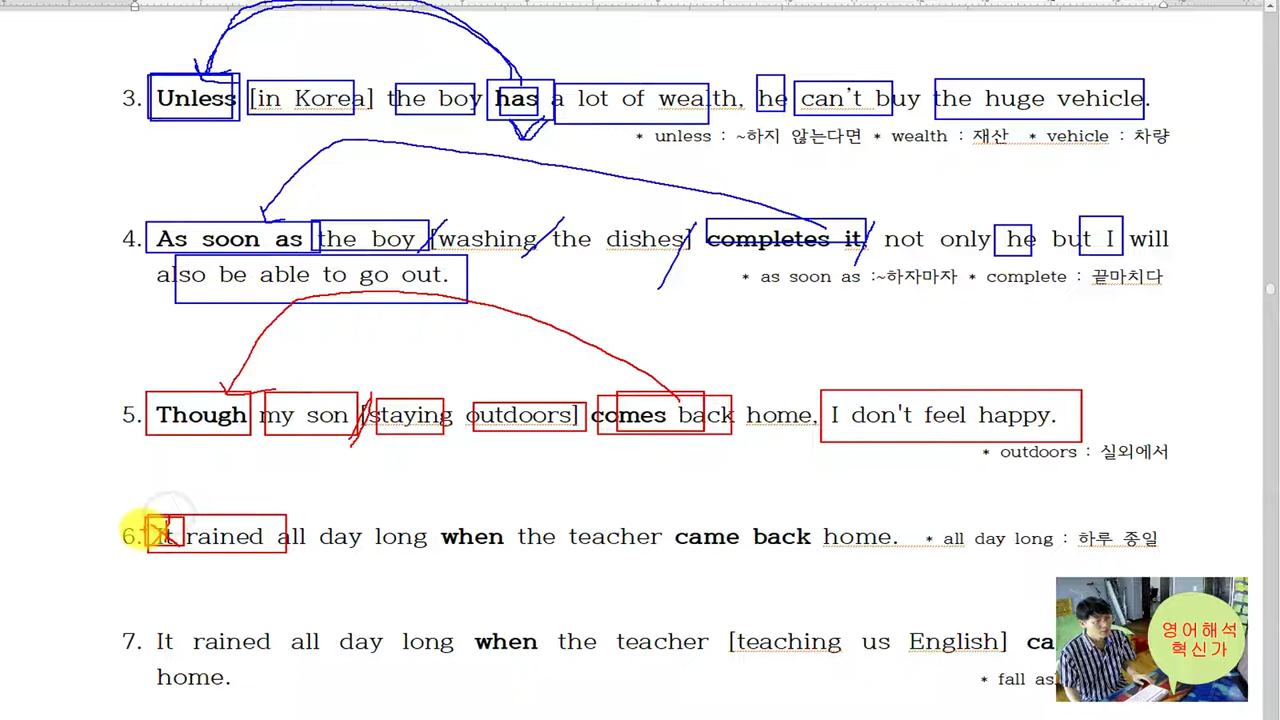 3. Unless [in Korea] the boy has a lot of wealth, he can't buy the huge vehicle.
* unless : ~하지 않는다면 * wealth : 재산 * vehicle : 차량
4. As soon as the boy [washing the dishes] completes it, not only he but I will
also be able to go out.
* as soon as :~하자마자 * complete : 끝마치다
5. Though my son [staying outdoors] comes back home, I don't feel happy.
* outdoors : 실외에서
6. It rained all day long when the teacher came back home. * all day long : 하루 종일
7. It rained all day long when the teacher [teaching us English] ca
home.
* fall as
영어해석
혁신가